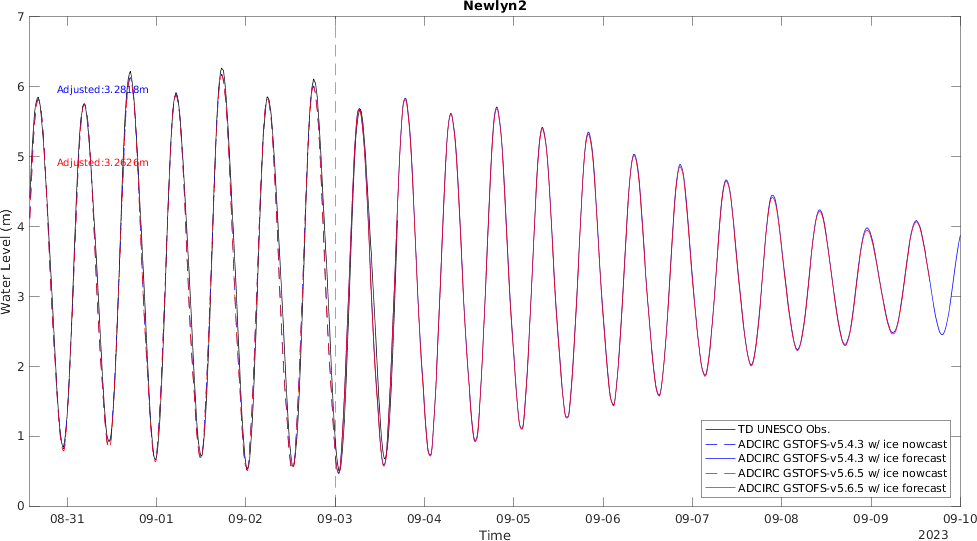 Newlyn2
7
6
5
4
3
2
1
0
Water Level (m)
Adjusted:3.2818m
Adjusted:3.2626m
TD UNESCO Obs.
ADCIRC GSTOFS-v5.4.3 w/ ice nowcast
ADCIRC GSTOFS-v5.4.3 w/ ice forecast
ADCIRC GSTOFS-v5.6.5 w/ ice nowcast
ADCIRC GSTOFS-v5.6.5 w/ ice forecast
08-31 09-01 09-02 09-03 09-04 09-05 09-06 09-07 09-08 09-09 09-10
Time
2023